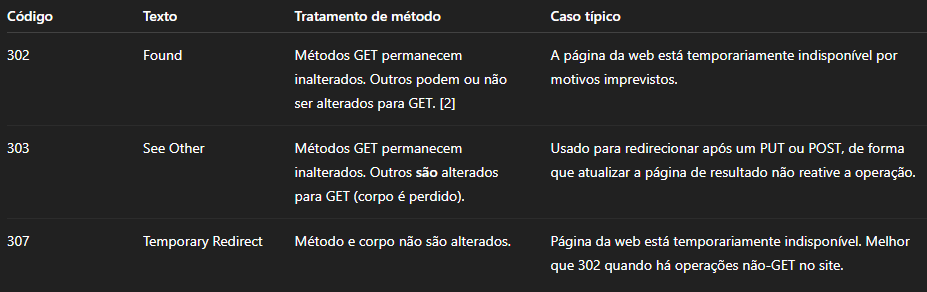 Código Texto Tratamento de método Caso típico
302 Found Métodos GET permanecem inalterados. Outros podem ou não ser alterados para GET. [2] A página da web está temporariamente indisponível por motivos imprevistos.
303 See Other Métodos GET permanecem inalterados. Outros são alterados para GET (corpo é perdido). Usado para redirecionar após um PUT ou POST, de forma que atualizar a página de resultado não reative a operação.
307 Temporary Redirect Método e corpo não são alterados. Página da web está temporariamente indisponível. Melhor que 302 quando há operações não-GET no site.